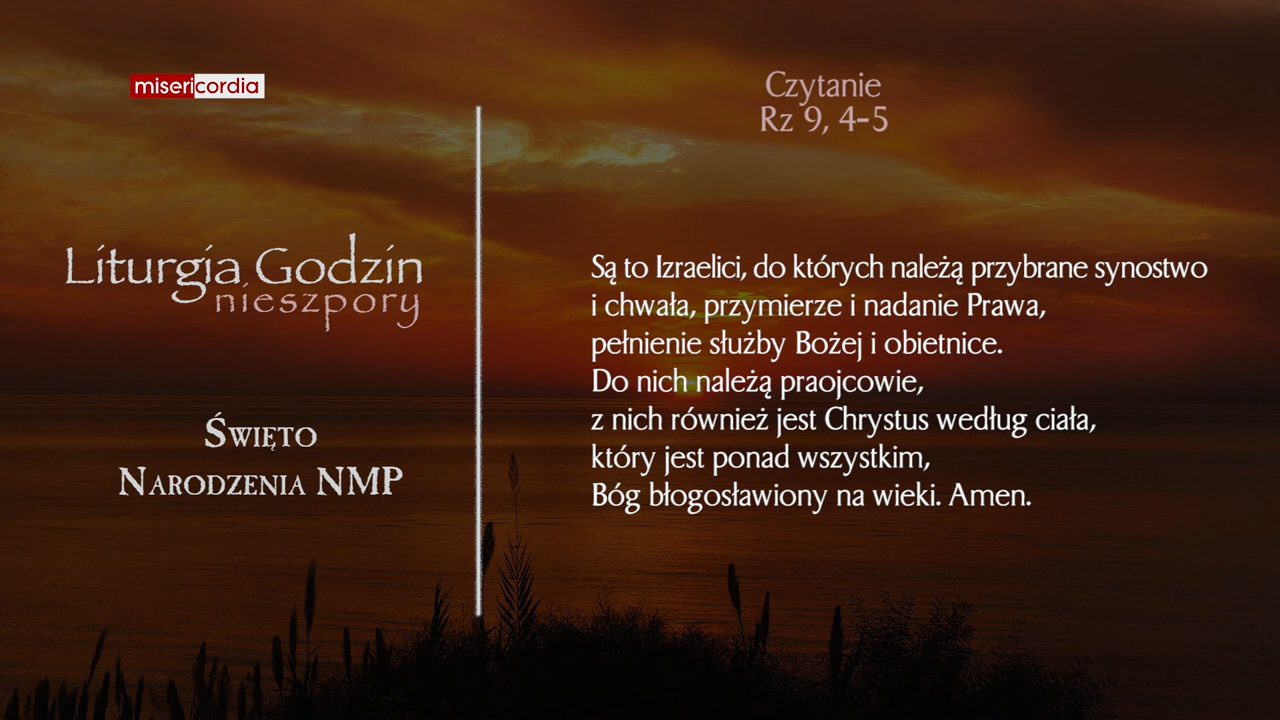 misericordia
Liturgia Godzin
nieszpory
Święto
Narodzenia NMP
Czytanie
Rz 9, 4-5
Są to Izraelici, do których należą przybrane synostwo
i chwała, przymierze i nadanie Prawa,
pełnienie służby Bożej i obietnice.
Do nich należą praojcowie,
z nich również jest Chrystus według ciała,
który jest ponad wszystkim,
Bóg błogosławiony na wieki. Amen.